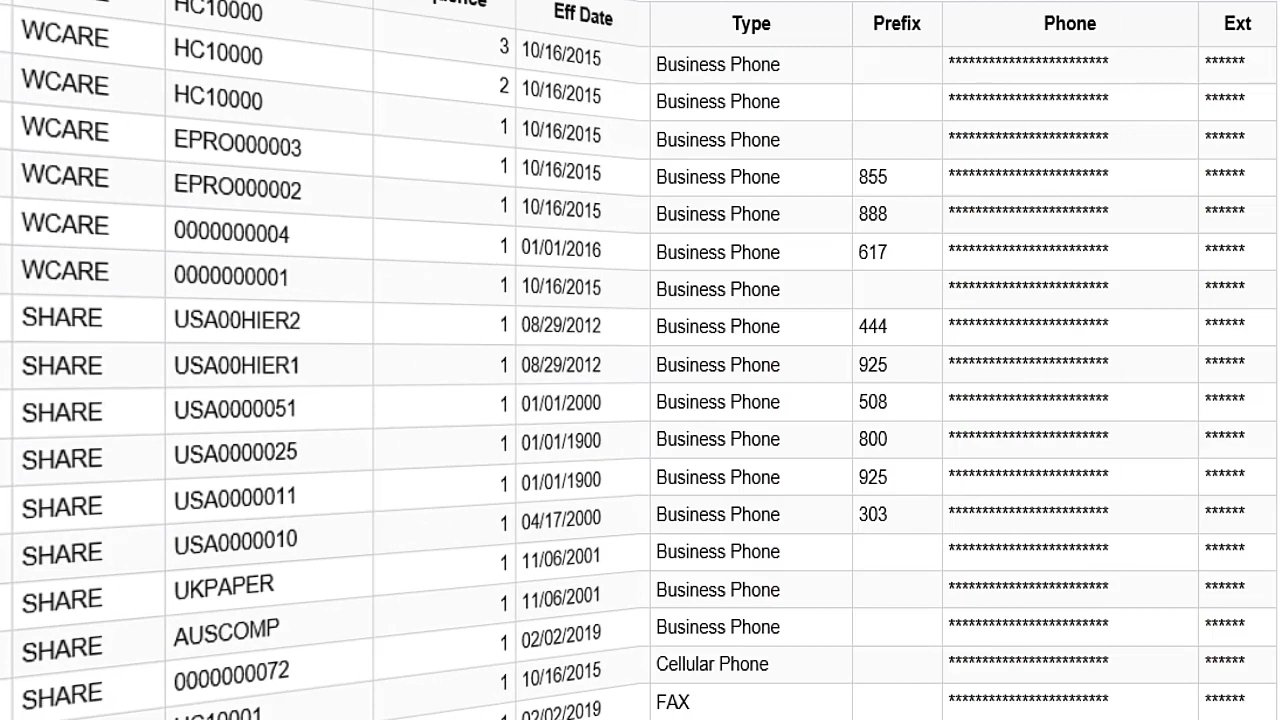 Eff Date Type Prefix Phone Ext
HC10000 3 10/16/2015 Business Phone ************************ ******
WCARE HC10000 2 10/16/2015 Business Phone ************************ ******
WCARE HC10000 1 10/16/2015 Business Phone ************************ ******
WCARE EPRO000003 1 10/16/2015 Business Phone 855 ************************ ******
WCARE EPRO000002 1 10/16/2015 Business Phone 888 ************************ ******
WCARE 0000000004 1 01/01/2016 Business Phone 617 ************************ ******
WCARE 0000000001 1 10/16/2015 Business Phone ************************ ******
SHARE USA00HIER2 1 08/29/2012 Business Phone 444 ************************ ******
SHARE USA00HIER1 1 08/29/2012 Business Phone 925 ************************ ******
SHARE USA0000051 1 01/01/2000 Business Phone 508 ************************ ******
SHARE USA0000025 1 01/01/1900 Business Phone 800 ************************ ******
SHARE USA0000011 1 01/01/1900 Business Phone 925 ************************ ******
SHARE USA0000010 1 04/17/2000 Business Phone 303 ************************ ******
SHARE UKPAPER 1 11/06/2001 Business Phone ************************ ******
SHARE AUSCOMP 1 11/06/2001 Business Phone ************************ ******
SHARE 0000000072 1 02/02/2019 Business Phone ************************ ******
HC10001 1 10/16/2015 Cellular Phone ************************ ******
02/02/2019 FAX ************************ ******